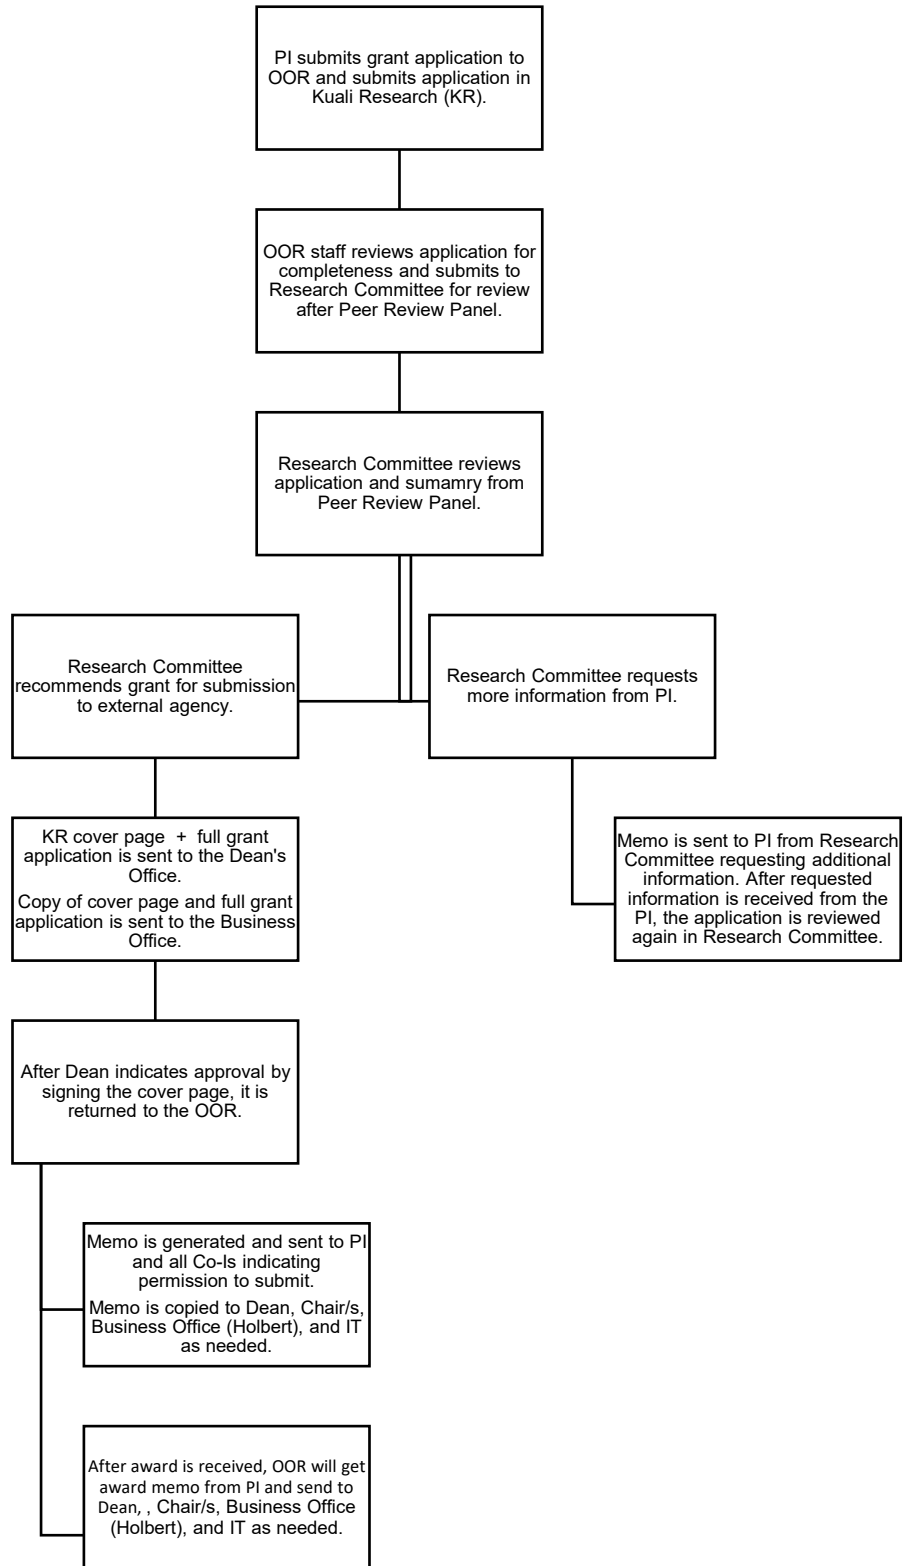 PI submits grant application to
OOR and submits application in
Kuali Research (KR).
OOR staff reviews application for
completeness and submits to
Research Committee for review
after Peer Review Panel.
Research Committee reviews
application and sumamry from
Peer Review Panel.
Research Committee
recommends grant for submission
to external agency.
Research Committee requests
more information from PI.
KR cover page + full grant
application is sent to the Dean's
Office.
Copy of cover page and full grant
application is sent to the Business
Office.
Memo is sent to PI from Research
Committee requesting additional
information. After requested
information is received from the
PI, the application is reviewed
again in Research Committee.
After Dean indicates approval by
signing the cover page, it is
returned to the OOR.
Memo is generated and sent to PI
and all Co-Is indicating
permission to submit.
Memo is copied to Dean, Chair/s,
Business Office (Holbert), and IT
as needed.
After award is received, OOR will get
award memo from PI and send to
Dean, , Chair/s, Business Office
(Holbert), and IT as needed.